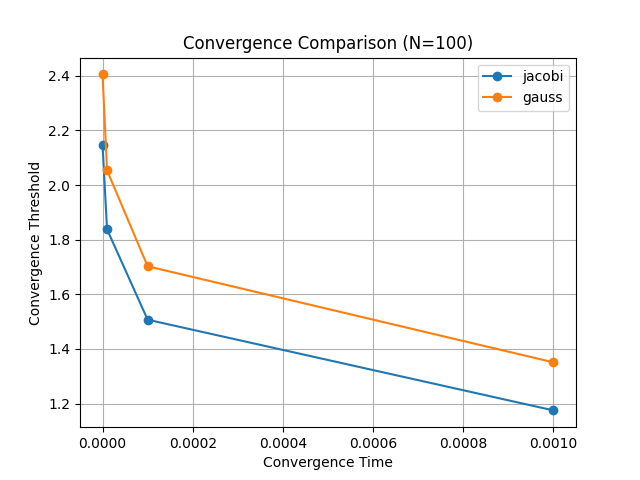 Convergence Comparison (N=100)
jacobi
gauss
Convergence Threshold
2.4
2.2
2.0
1.8
1.6
1.4
1.2
0.0000 0.0002 0.0004 0.0006 0.0008 0.0010
Convergence Time